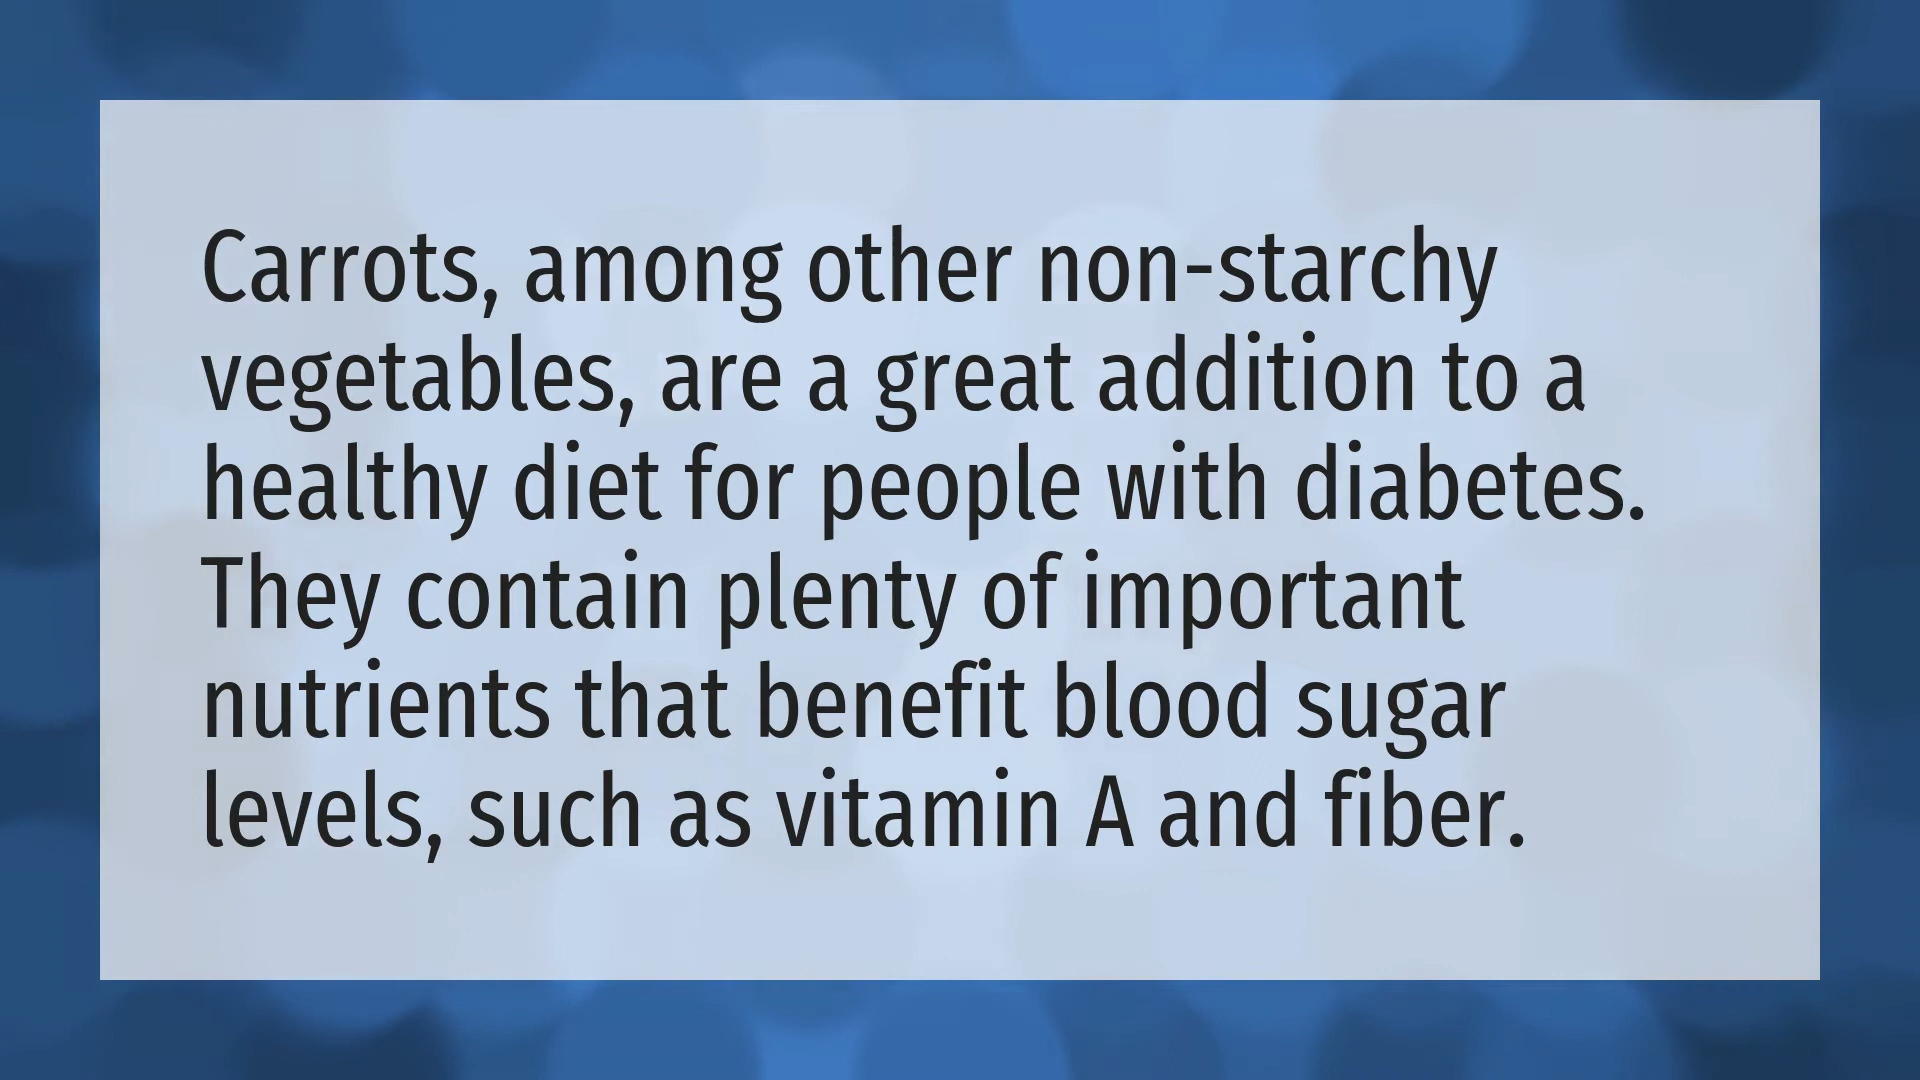 Carrots, among other non-starchy
vegetables, are a great addition to a
healthy diet for people with diabetes.
They contain plenty of important
nutrients that benefit blood sugar
levels, such as vitamin A and fiber.